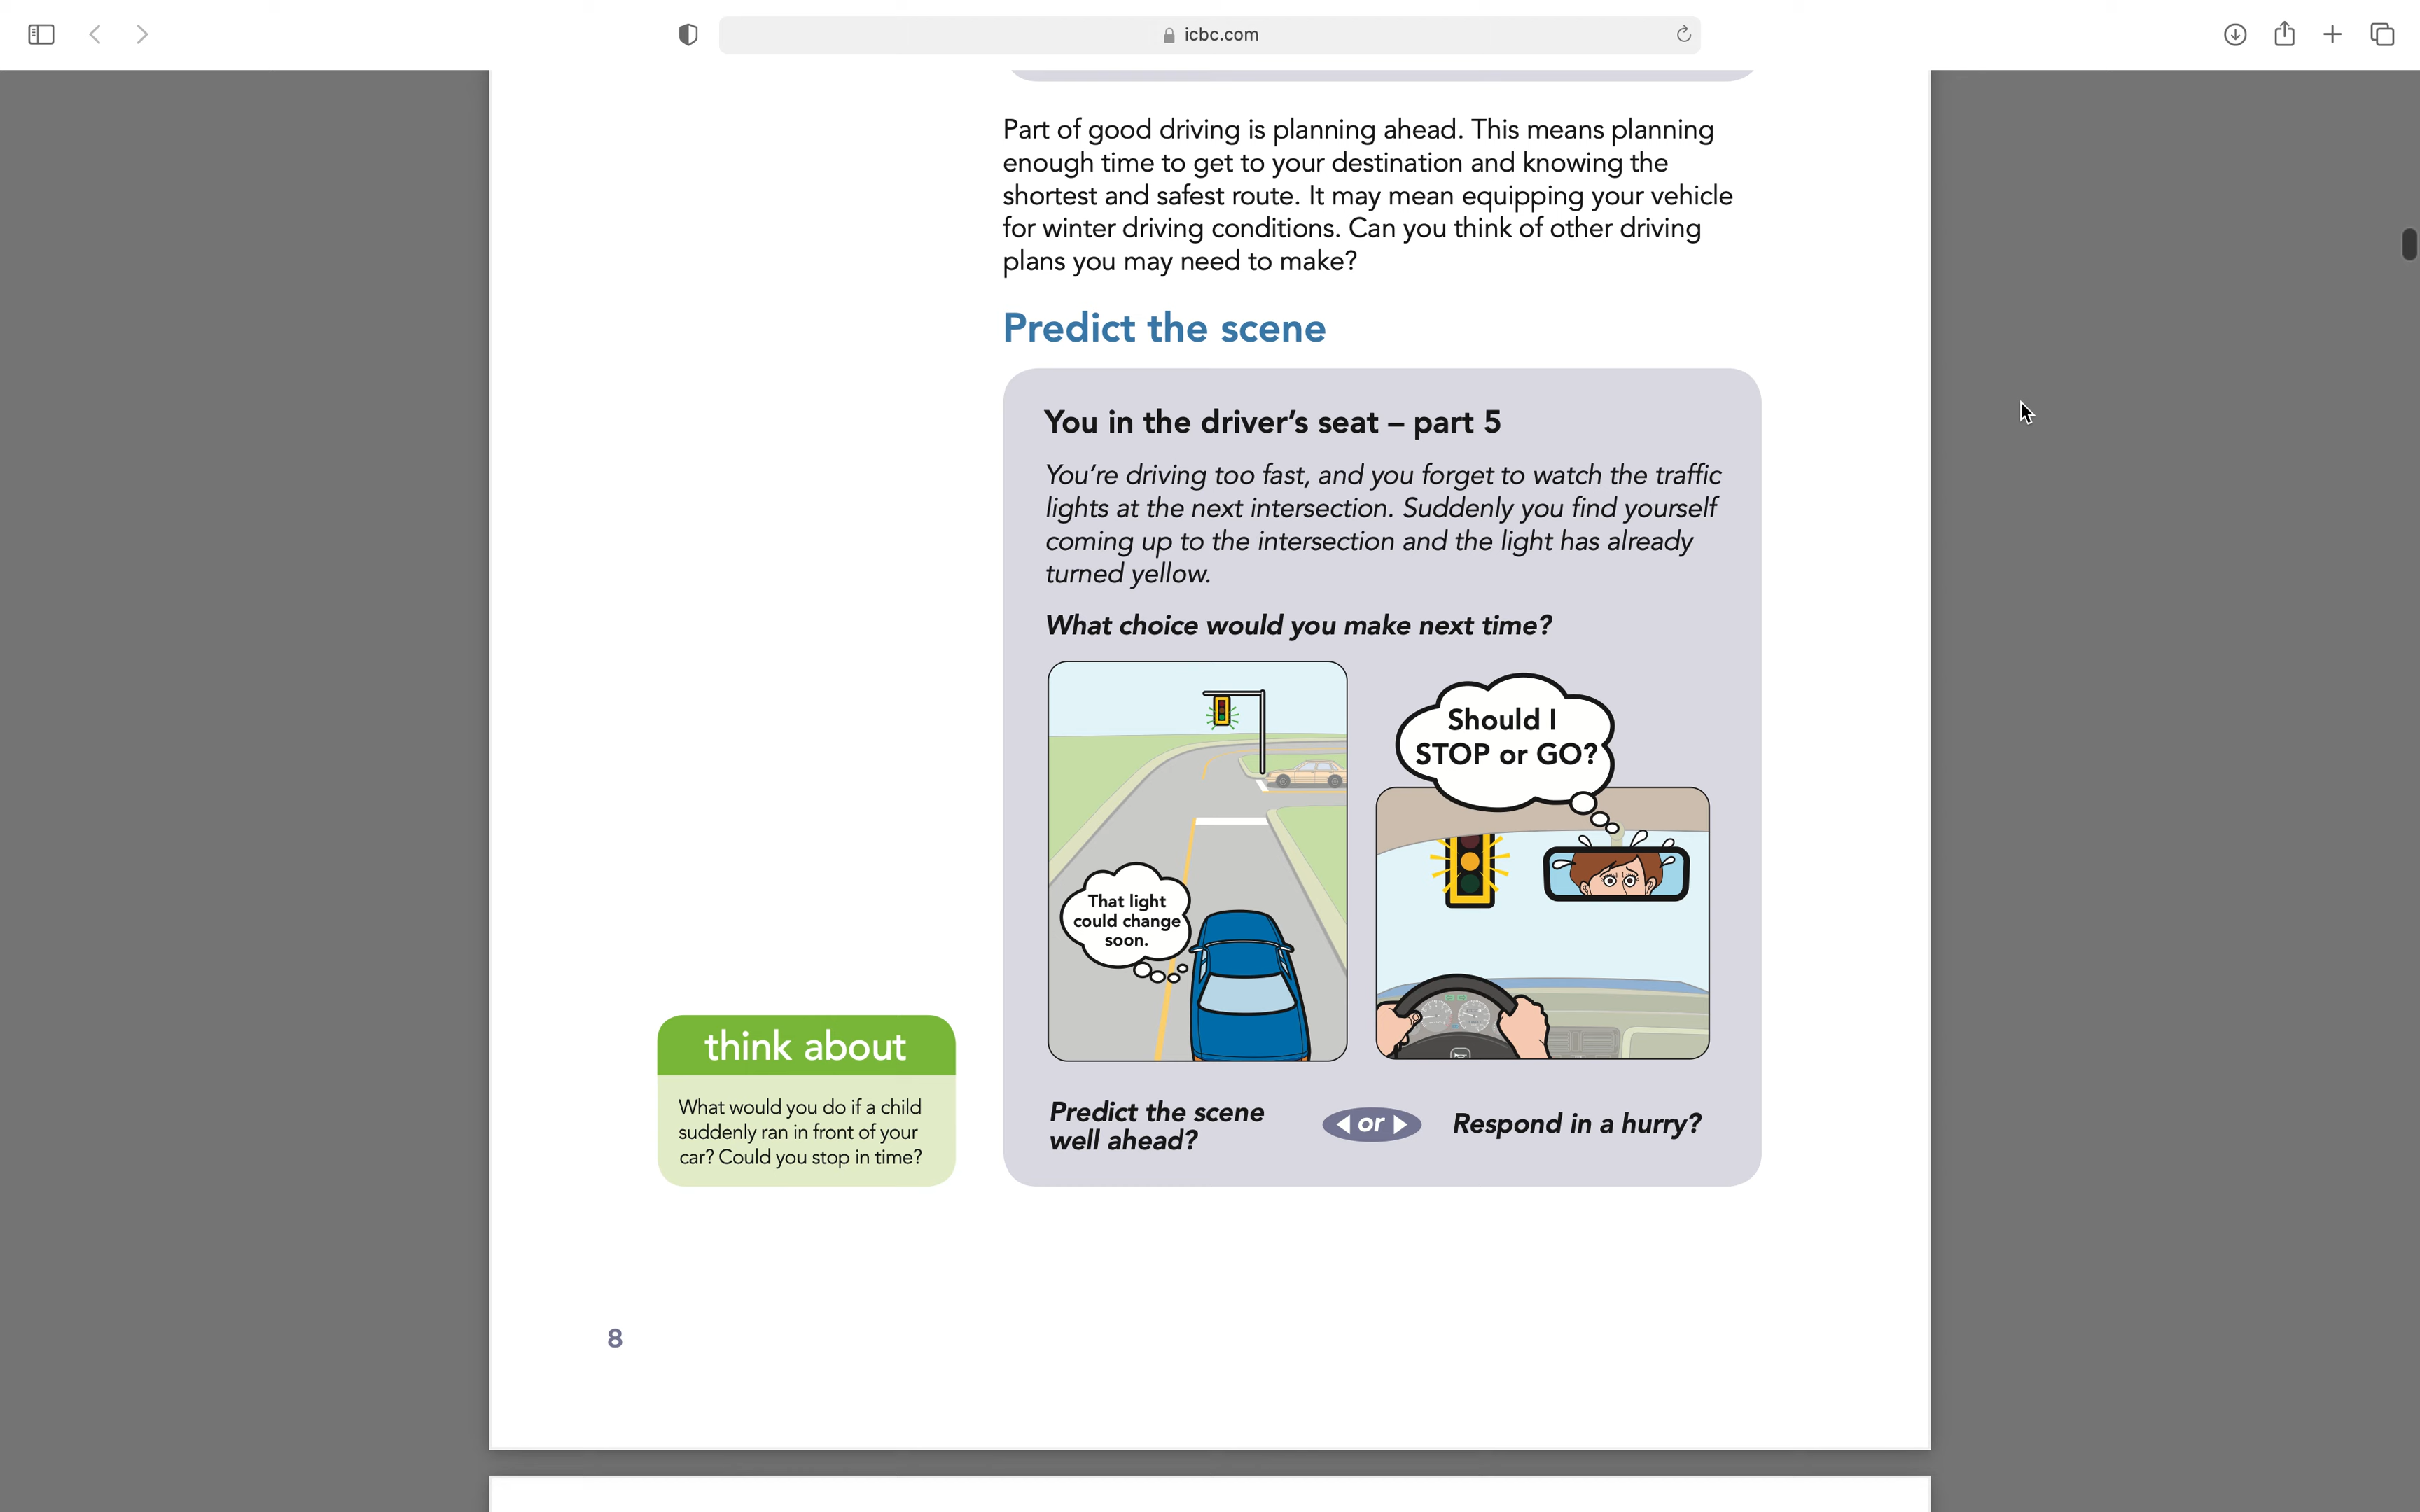 icbc.com
Part of good driving is planning ahead. This means planning
enough time to get to your destination and knowing the
shortest and safest route. It may mean equipping your vehicle
for winter driving conditions. Can you think of other driving
plans you may need to make?
Predict the scene
You in the driver’s seat – part 5
You’re driving too fast, and you forget to watch the traffic
lights at the next intersection. Suddenly you find yourself
coming up to the intersection and the light has already
turned yellow.
What choice would you make next time?
Should I
STOP or GO?
That light
could change
soon.
think about
What would you do if a child
suddenly ran in front of your
car? Could you stop in time?
Predict the scene
well ahead?
or
Respond in a hurry?
8